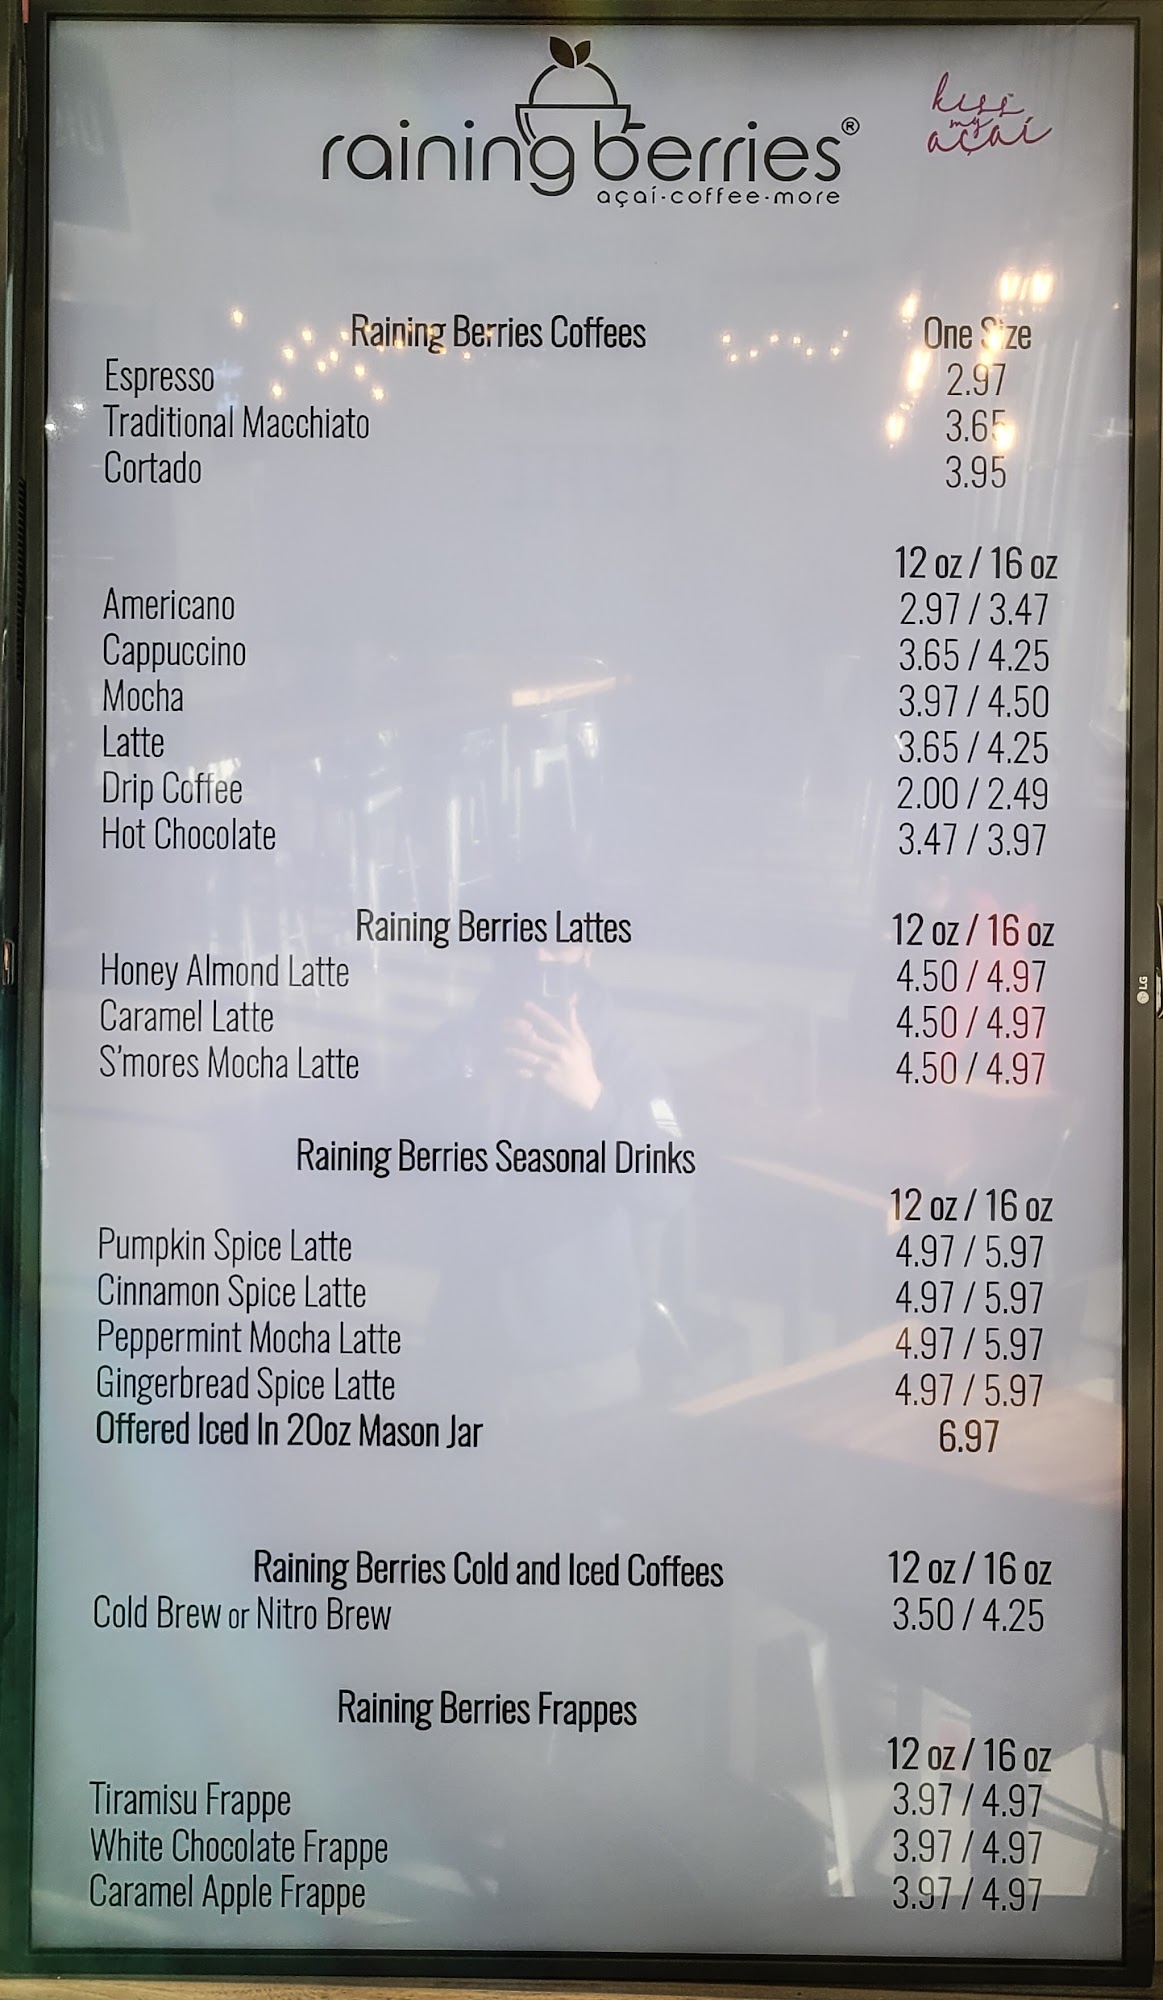 raining berries®
açaí·coffee·more
kiss
my
açaí
Raining Berries Coffees One Size
Espresso 2.97
Traditional Macchiato 3.65
Cortado 3.95
12 oz / 16 oz
Americano 2.97 / 3.47
Cappuccino 3.65 / 4.25
Mocha 3.97 / 4.50
Latte 3.65 / 4.25
Drip Coffee 2.00 / 2.49
Hot Chocolate 3.47 / 3.97
Raining Berries Lattes 12 oz / 16 oz
Honey Almond Latte 4.50 / 4.97
Caramel Latte 4.50 / 4.97
S'mores Mocha Latte 4.50 / 4.97
Raining Berries Seasonal Drinks
12 oz / 16 oz
Pumpkin Spice Latte 4.97 / 5.97
Cinnamon Spice Latte 4.97 / 5.97
Peppermint Mocha Latte 4.97 / 5.97
Gingerbread Spice Latte 4.97 / 5.97
Offered Iced In 20oz Mason Jar 6.97
Raining Berries Cold and Iced Coffees 12 oz / 16 oz
Cold Brew or Nitro Brew 3.50 / 4.25
Raining Berries Frappes
12 oz / 16 oz
Tiramisu Frappe 3.97 / 4.97
White Chocolate Frappe 3.97 / 4.97
Caramel Apple Frappe 3.97 / 4.97
LG